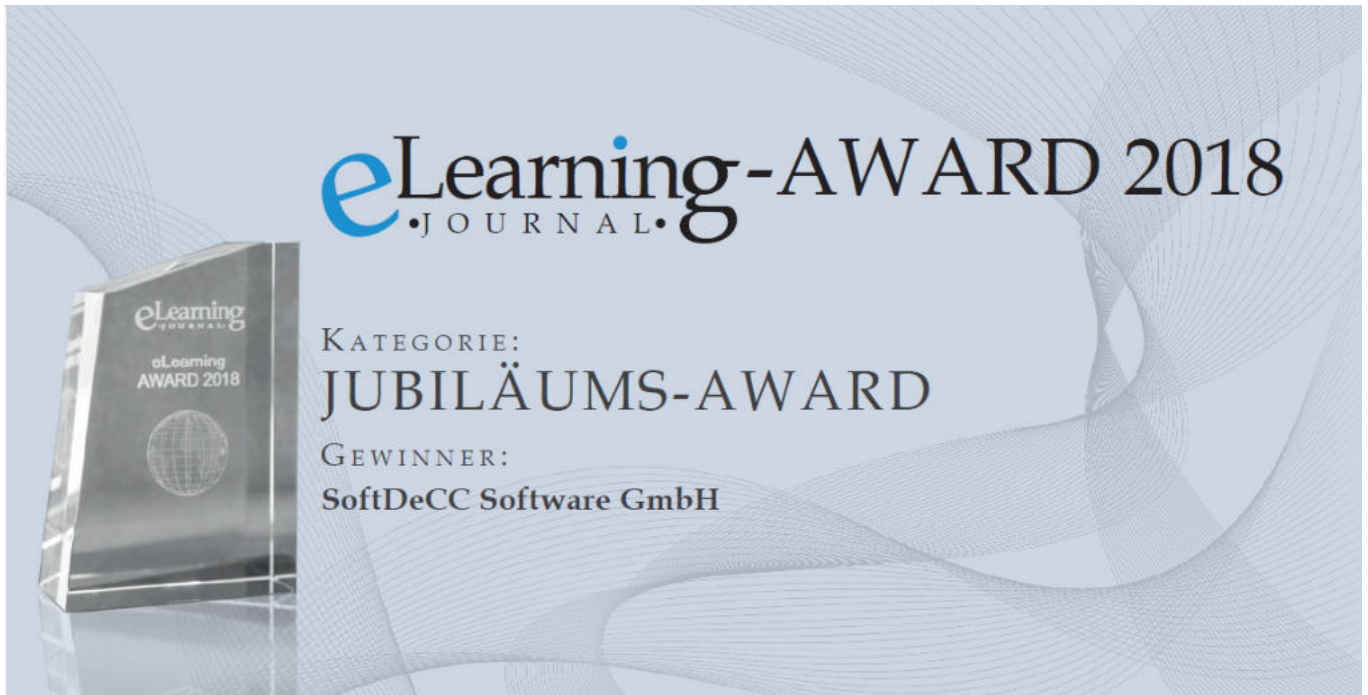 eLearning-AWARD 2018
•JOURNAL•
KATEGORIE:
JUBILÄUMS-AWARD
GEWINNER:
SoftDeCC Software GmbH
eLearning
•JOURNAL•
eLearning
AWARD 2018